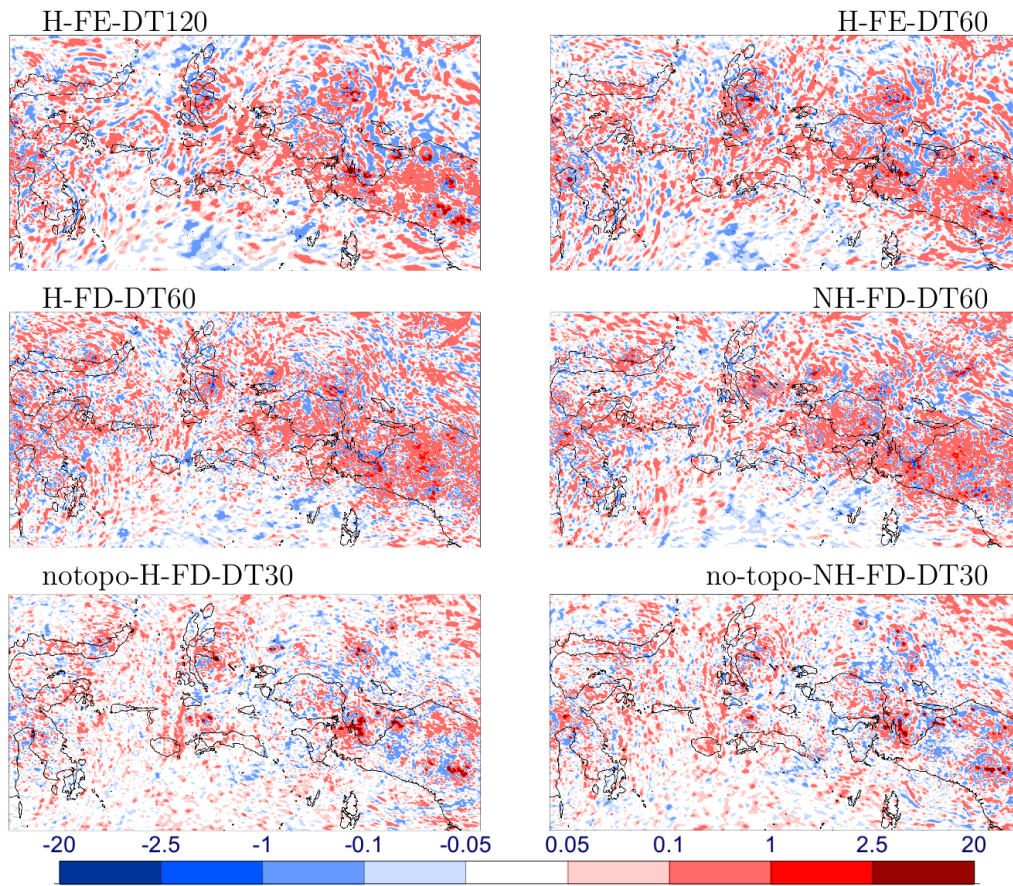 H-FE-DT120 H-FE-DT60
H-FD-DT60 NH-FD-DT60
notopo-H-FD-DT30 no-topo-NH-FD-DT30
-20 -2.5 -1 -0.1 -0.05 0.05 0.1 1 2.5 20